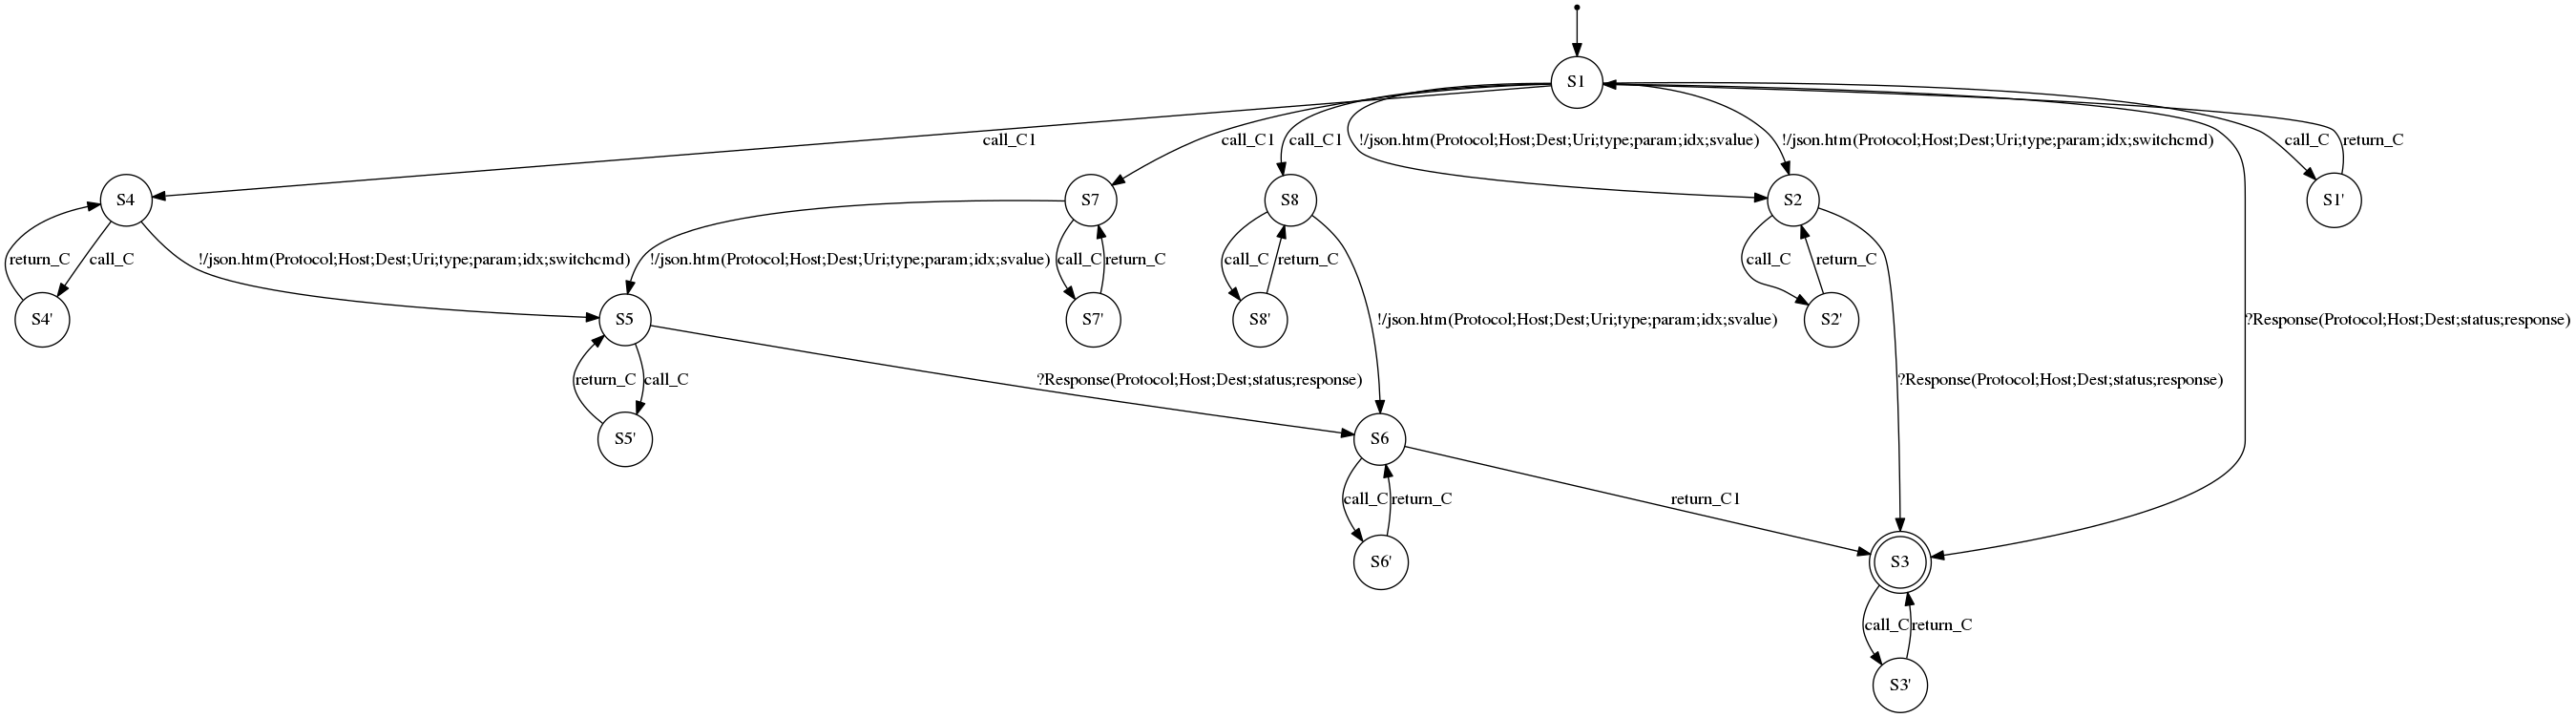 S1
call_C1
call_C1
call_C1
!/json.htm(Protocol;Host;Dest;Uri;type;param;idx;svalue)
!/json.htm(Protocol;Host;Dest;Uri;type;param;idx;switchcmd)
call_C
return_C
S4
S7
S8
S2
S1'
return_C
call_C
!/json.htm(Protocol;Host;Dest;Uri;type;param;idx;switchcmd)
!/json.htm(Protocol;Host;Dest;Uri;type;param;idx;svalue)
call_C
return_C
call_C
return_C
call_C
return_C
S4'
S5
S7'
S8'
!/json.htm(Protocol;Host;Dest;Uri;type;param;idx;svalue)
S2'
?Response(Protocol;Host;Dest;status;response)
return_C
call_C
?Response(Protocol;Host;Dest;status;response)
?Response(Protocol;Host;Dest;status;response)
S5'
S6
call_C
return_C
return_C1
S6'
S3
call_C
return_C
S3'